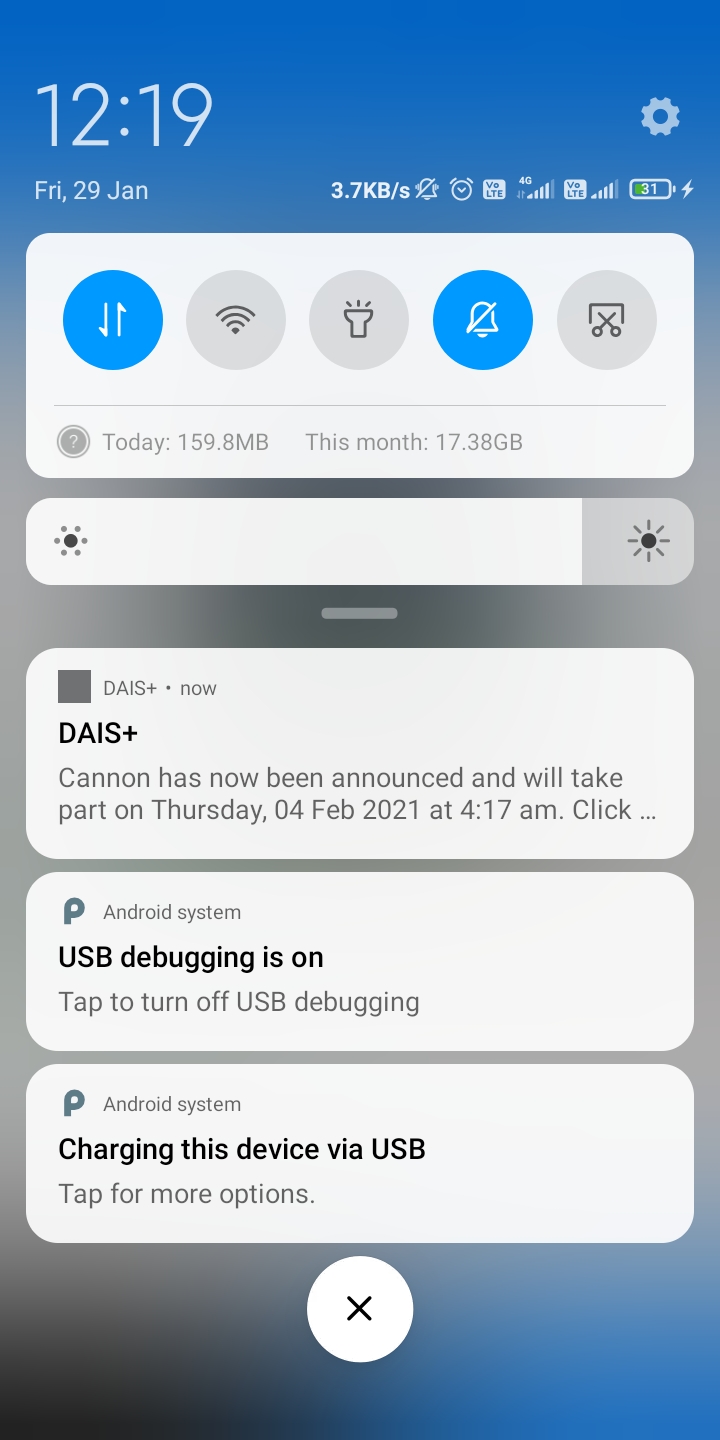 12:19
Fri, 29 Jan
3.7KB/s Vo LTE 4G Vo LTE 31
? Today: 159.8MB This month: 17.38GB
DAIS+ • now
DAIS+
Cannon has now been announced and will take
part on Thursday, 04 Feb 2021 at 4:17 am. Click ...
Android system
USB debugging is on
Tap to turn off USB debugging
Android system
Charging this device via USB
Tap for more options.